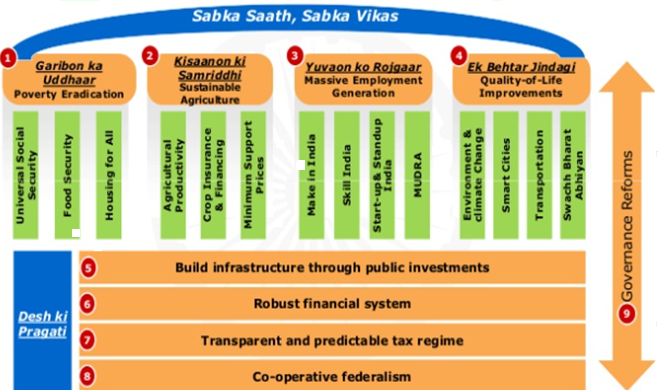 Sabka Saath, Sabka Vikas
1
Garibon ka
Uddhaar
Poverty Eradication
2
Kisaanon ki
Samriddhi
Sustainable
Agriculture
3
Yuvaon ko Rojgaar
Massive Employment
Generation
4
Ek Behtar Jindagi
Quality-of-Life
Improvements
Universal Social
Security
Food Security
Housing for All
Agricultural
Productivity
Crop Insurance
& Financing
Minimum Support
Prices
Make in India
Skill India
Start-up& Standup
India
MUDRA
Environment &
climate Change
Smart Cities
Transportation
Swachh Bharat
Abhiyan
Desh ki
Pragati
5
Build infrastructure through public investments
6
Robust financial system
7
Transparent and predictable tax regime
8
Co-operative federalism
9
Governance Reforms